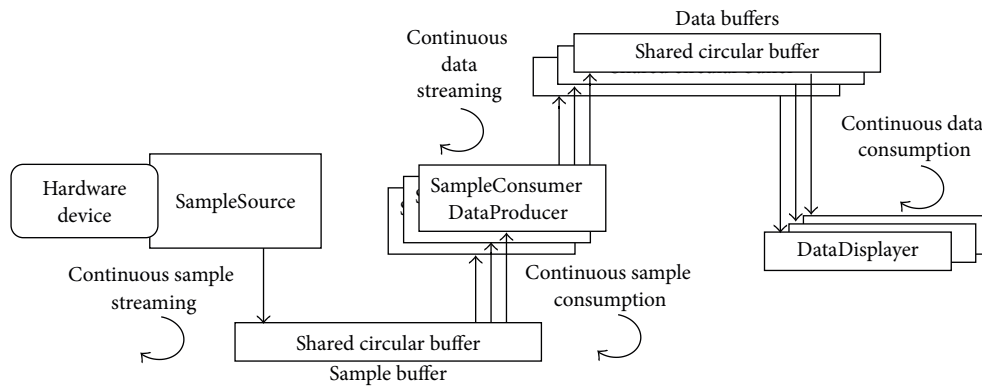 Data buffers
Shared circular buffer
Continuous
data
streaming
Continuous data
consumption
Hardware
device
SampleSource
SampleConsumer
DataProducer
DataDisplayer
Continuous sample
streaming
Continuous sample
consumption
Shared circular buffer
Sample buffer